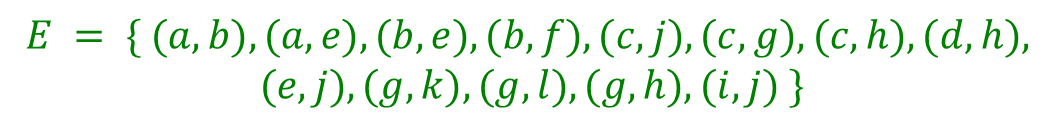 E = { (a, b), (a, e), (b, e), (b, f), (c, j), (c, g), (c, h), (d, h),
(e, j), (g, k), (g, l), (g, h), (i, j) }